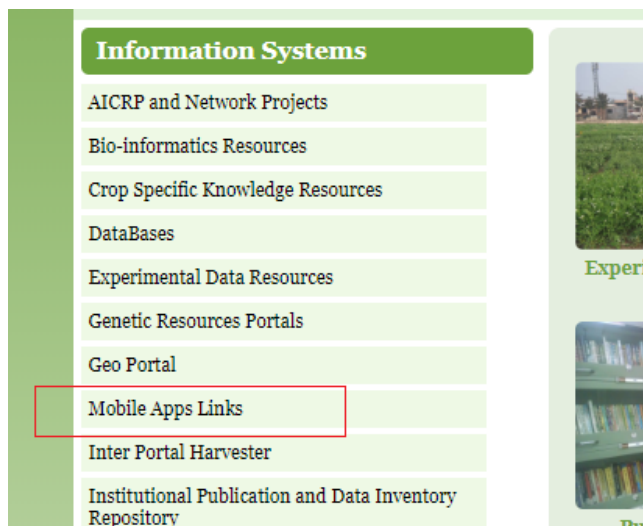 Information Systems
AICRP and Network Projects
Bio-informatics Resources
Crop Specific Knowledge Resources
DataBases
Experimental Data Resources
Genetic Resources Portals
Geo Portal
Mobile Apps Links
Inter Portal Harvester
Institutional Publication and Data Inventory
Repository